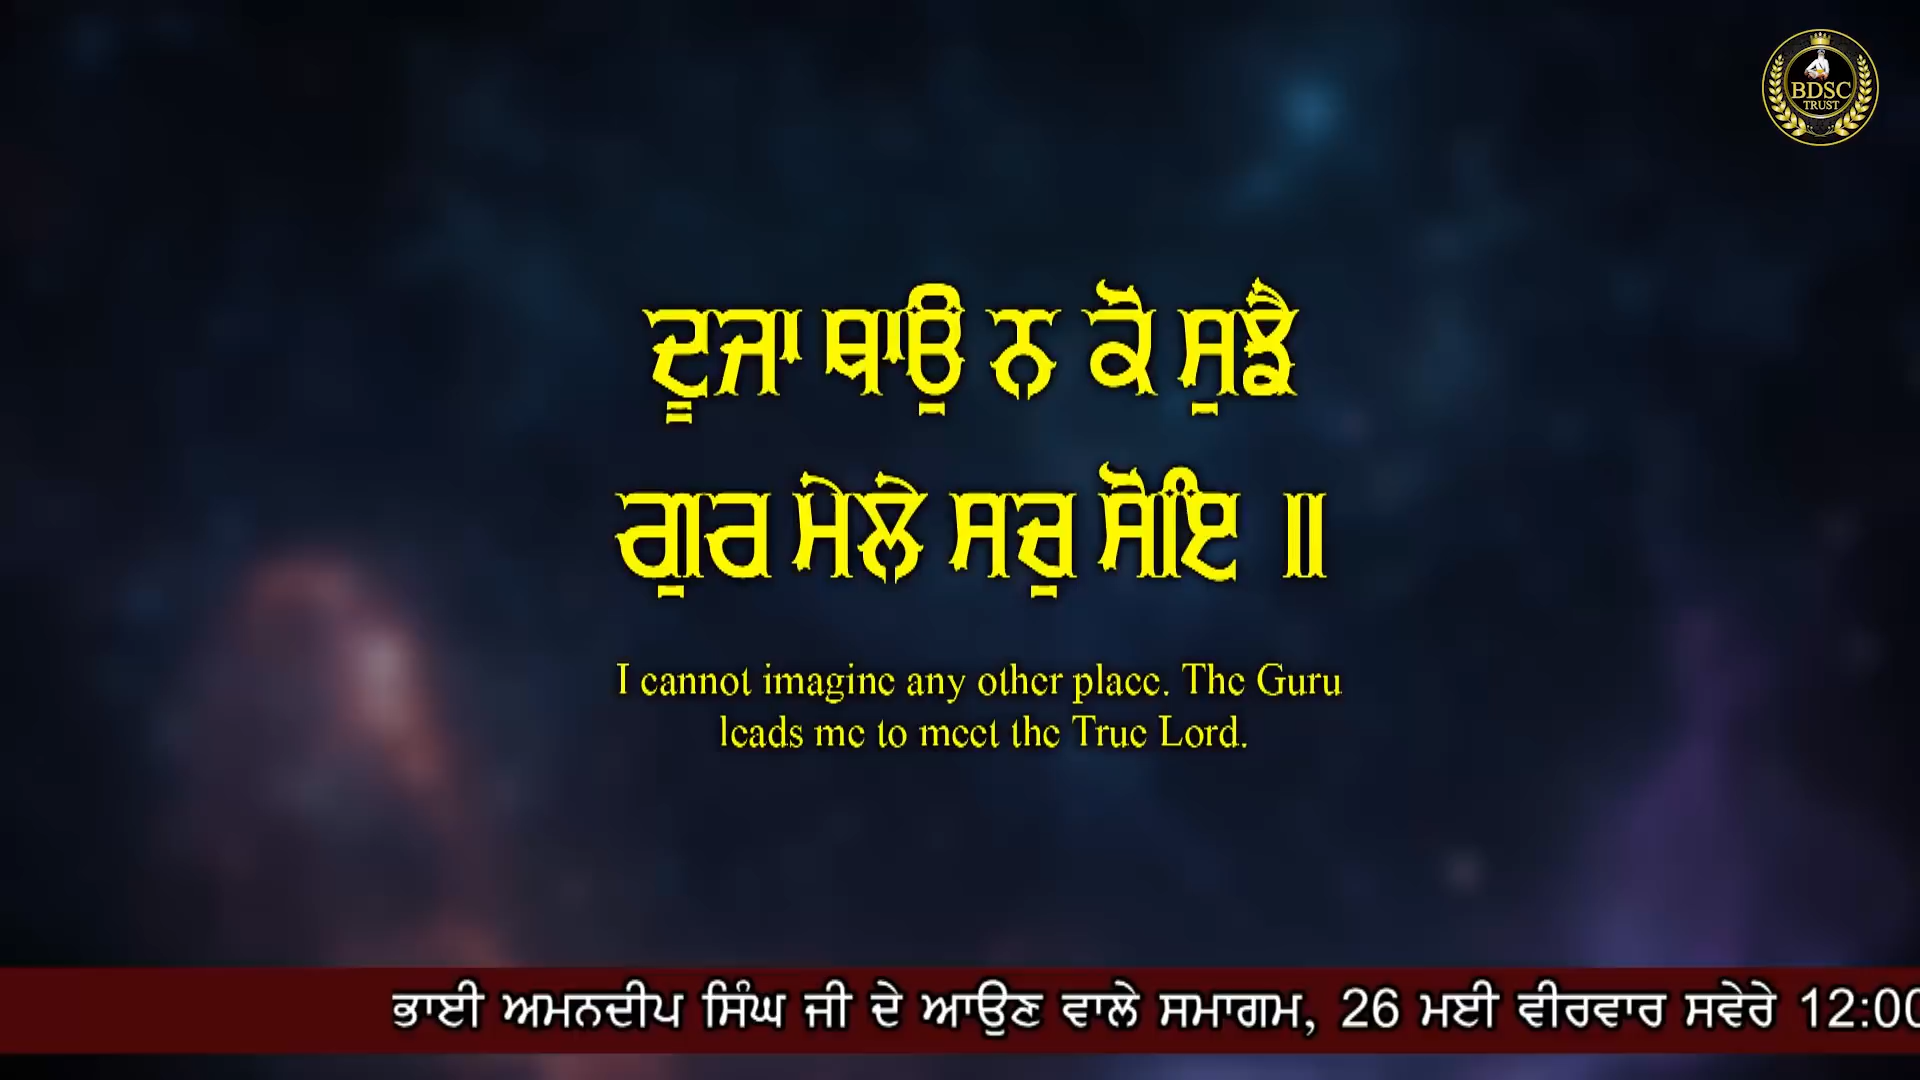 BDSC
TRUST
ਦੂਜਾ ਥਾਉ ਨ ਕੋ ਸੁਝੈ
ਗੁਰ ਮੇਲੇ ਸਚੁ ਸੋਇ ॥
I cannot imagine any other place. The Guru
leads me to meet the True Lord.
ਭਾਈ ਅਮਨਦੀਪ ਸਿੰਘ ਜੀ ਦੇ ਆਉਣ ਵਾਲੇ ਸਮਾਗਮ, 26 ਮਈ ਵੀਰਵਾਰ ਸਵੇਰੇ 12:00